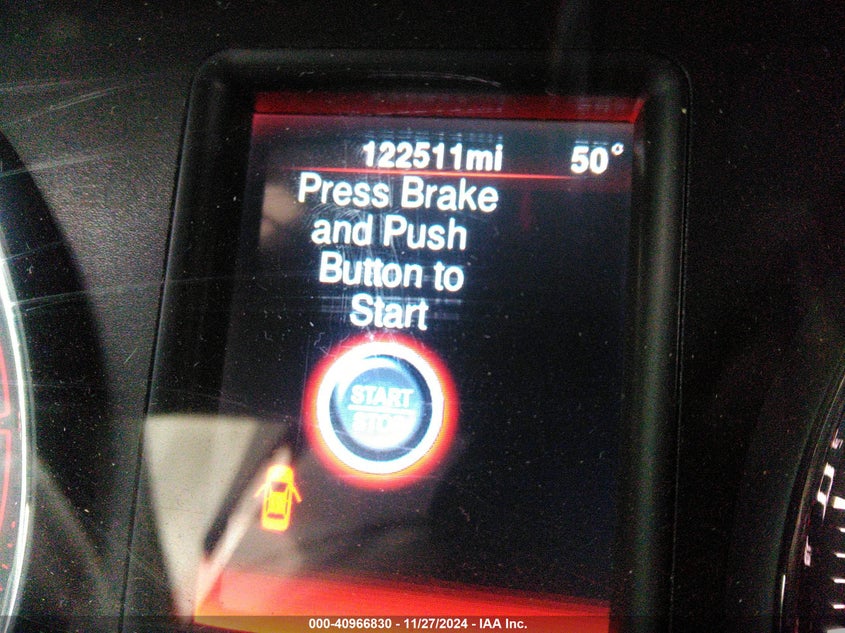 122511mi 50°
Press Brake
and Push
Button to
Start
START
STOP
000-40966830 - 11/27/2024 - IAA Inc.